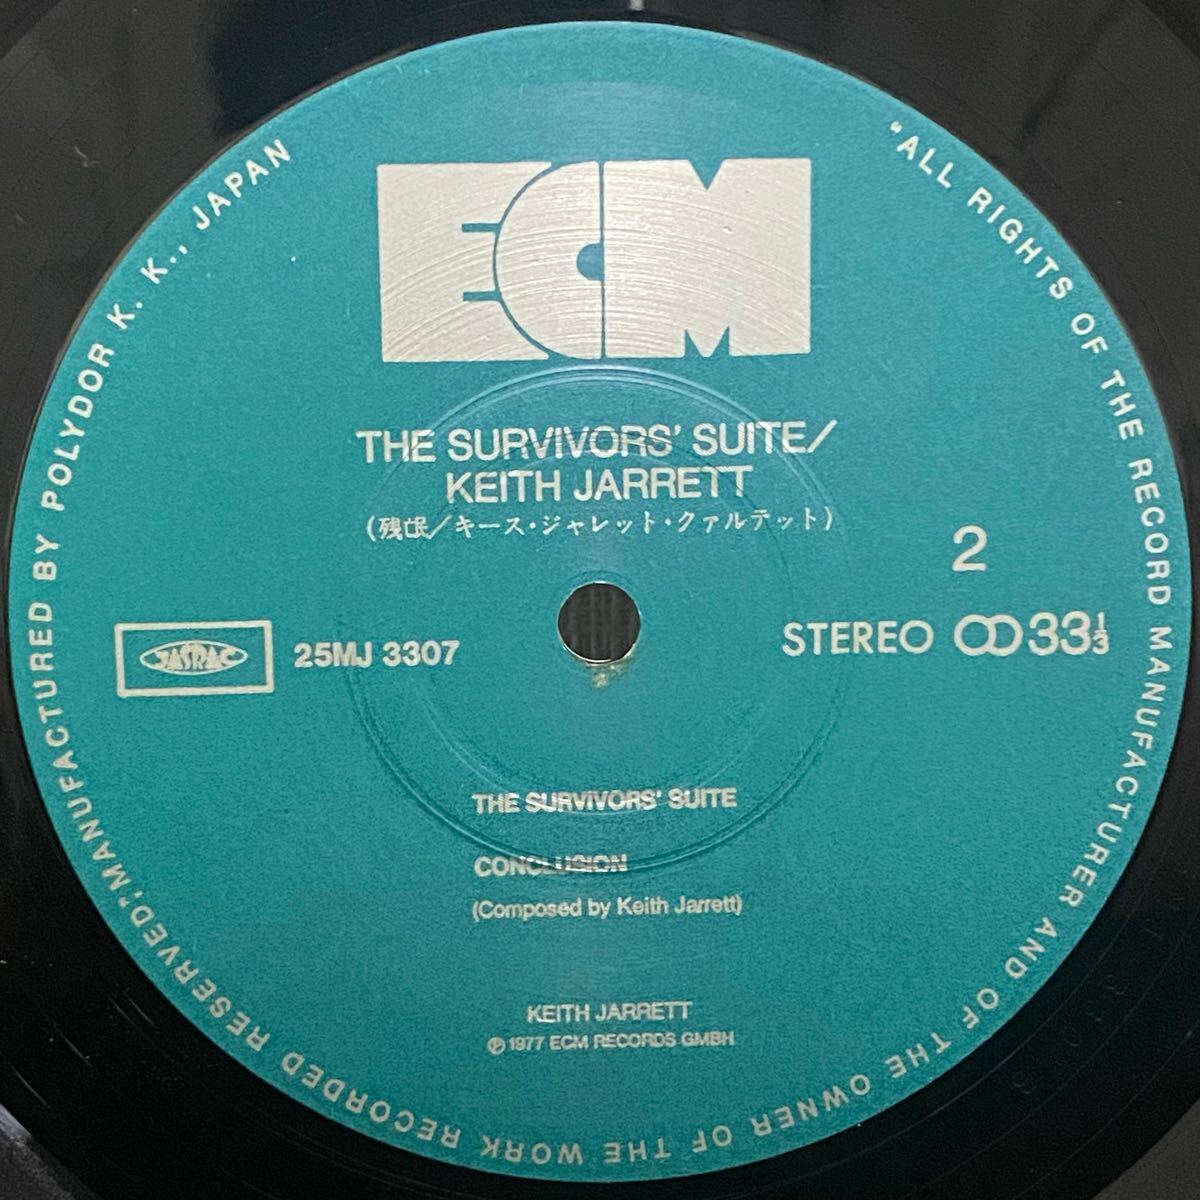 ECM
THE SURVIVORS' SUITE/
KEITH JARRETT
(残氓/キース・ジャレット・クァルテット)
2
JASRAC
25MJ 3307
STEREO 33 1/3
THE SURVIVORS' SUITE
CONCLUSION
(Composed by Keith Jarrett)
KEITH JARRETT
℗ 1977 ECM RECORDS GMBH
"ALL RIGHTS OF THE RECORD MANUFACTURER AND OF THE OWNER OF THE WORK RECORDED RESERVED," MANUFACTURED BY POLYDOR K. K., JAPAN